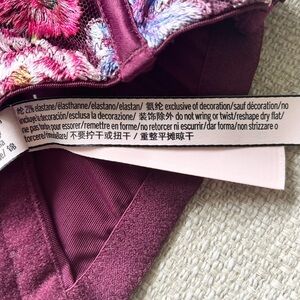 纶 22% elastane/élasthanne/elastano/elastan/ 氨纶 exclusive of decoration/sauf décoration/no
incluye decoración/esclusa la decorazione/ 装饰除外 do not wring or twist/reshape dry flat/
ne pas tordre pour essorer/remettre en forme/no retorcer ni escurrir/dar forma/non strizzare o
torcere/rimodellare/ 不要拧干或扭干 / 重整平摊晾干